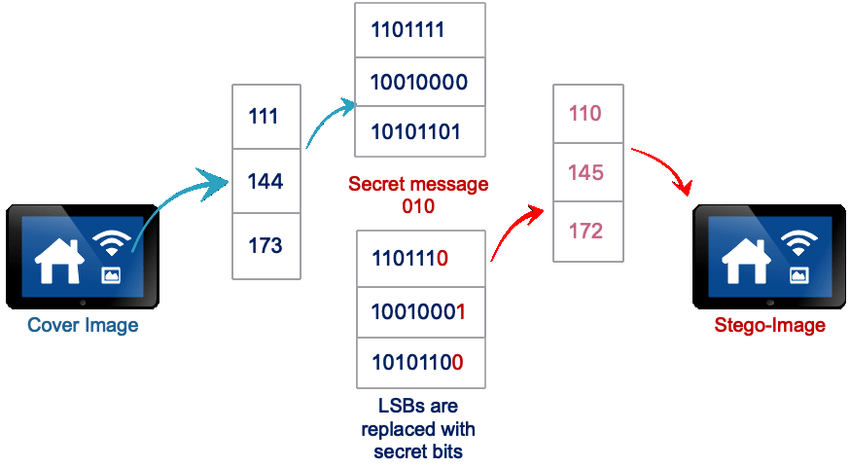 Cover Image
111
144
173
1101111
10010000
10101101
Secret message
010
1101110
10010001
10101100
LSBs are
replaced with
secret bits
110
145
172
Stego-Image